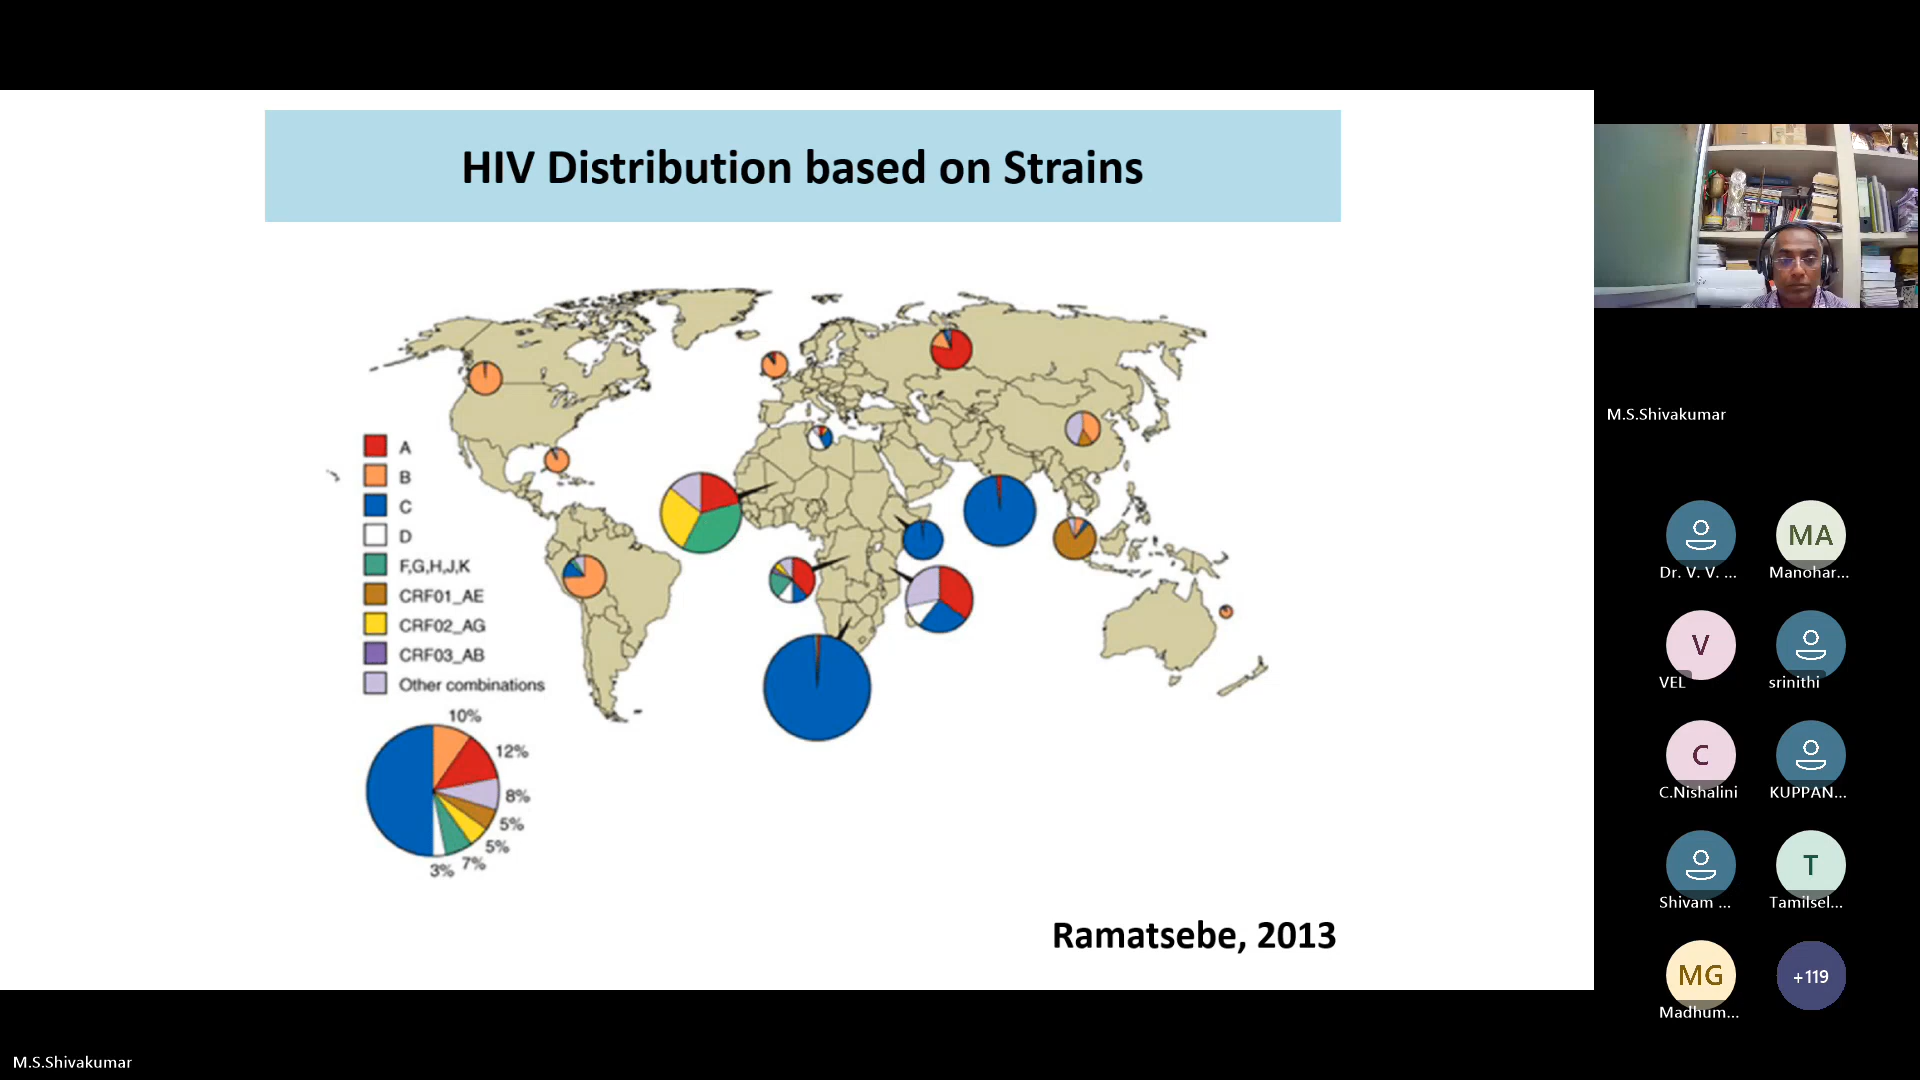 HIV Distribution based on Strains
A
B
C
D
F,G,H,J,K
CRF01_AE
CRF02_AG
CRF03_AB
Other combinations
10%
12%
8%
5%
5%
7%
3%
Ramatsebe, 2013
M.S.Shivakumar
M.S.Shivakumar
Dr. V. V. ...
MA
Manohar...
V
VEL
srinithi
C
C.Nishalini
KUPPAN...
Shivam ...
T
Tamilsel...
MG
Madhum...
+119